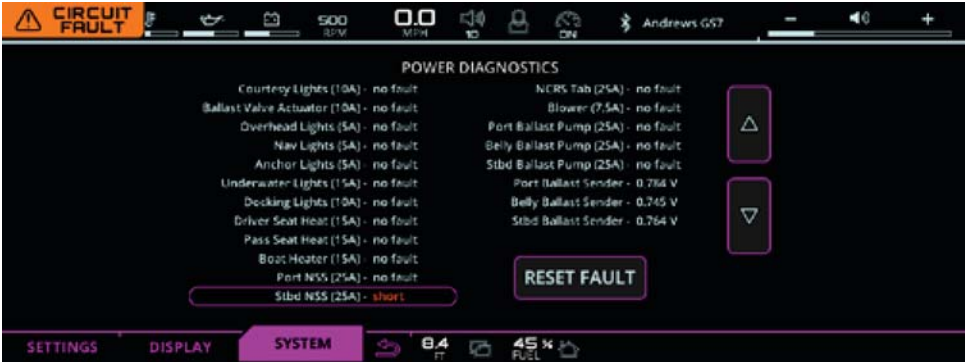 CIRCUIT FAULT
500 RPM
0.0 MPH
10
ON
Andrews GS7
-
+
POWER DIAGNOSTICS
Courtesy Lights (10A) - no fault
Ballast Valve Actuator (10A) - no fault
Overhead Lights (5A) - no fault
Nav Lights (5A) - no fault
Anchor Lights (5A) - no fault
Underwater Lights (15A) - no fault
Docking Lights (10A) - no fault
Driver Seat Heat (15A) - no fault
Pass Seat Heat (15A) - no fault
Boat Heater (15A) - no fault
Port NSS (25A) - no fault
Stbd NSS (25A) - short
NCRS Tab (25A) - no fault
Blower (7.5A) - no fault
Port Ballast Pump (25A) - no fault
Belly Ballast Pump (25A) - no fault
Stbd Ballast Pump (25A) - no fault
Port Ballast Sender - 0.784 V
Belly Ballast Sender - 0.745 V
Stbd Ballast Sender - 0.764 V
RESET FAULT
SETTINGS
DISPLAY
SYSTEM
8.4 FT
45 % FUEL